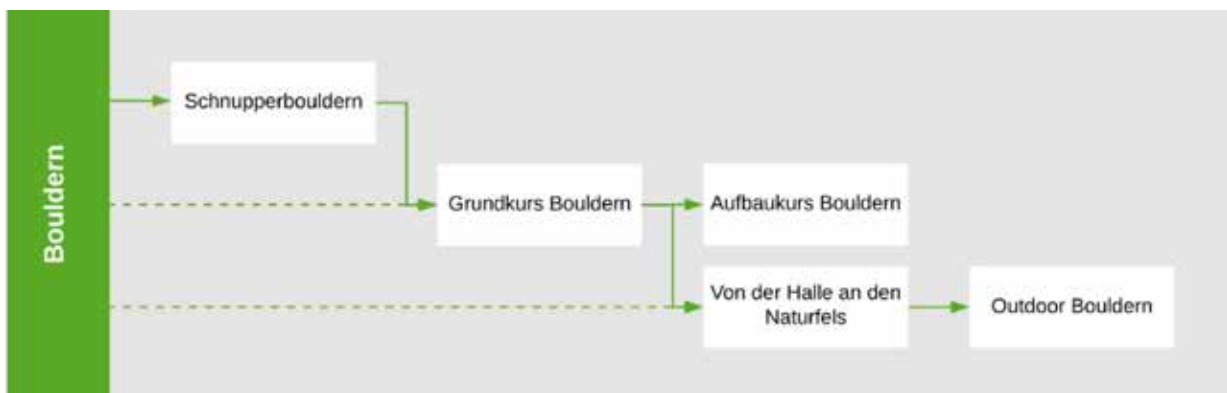 Bouldern
Schnupperbouldern
Grundkurs Bouldern
Aufbaukurs Bouldern
Von der Halle an den
Naturfels
Outdoor Bouldern